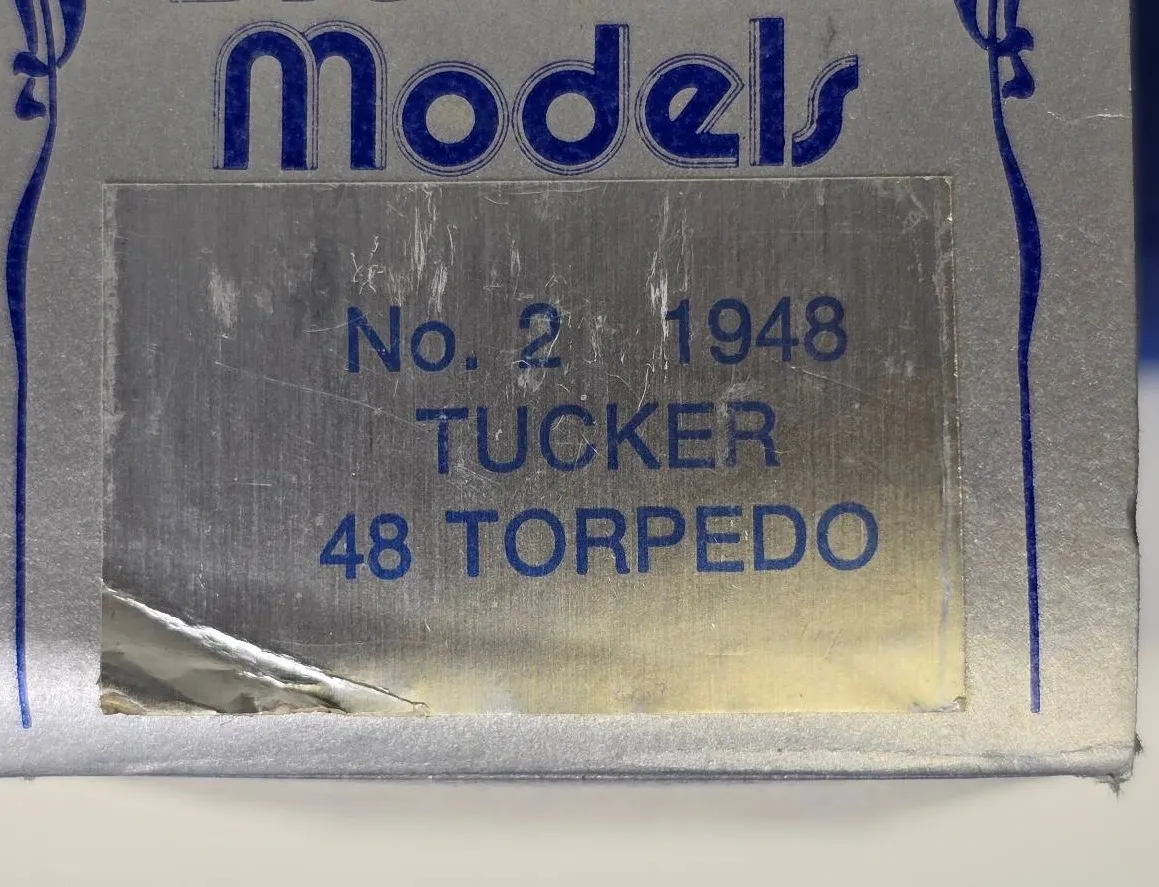 Models
No. 2 1948
TUCKER
48 TORPEDO